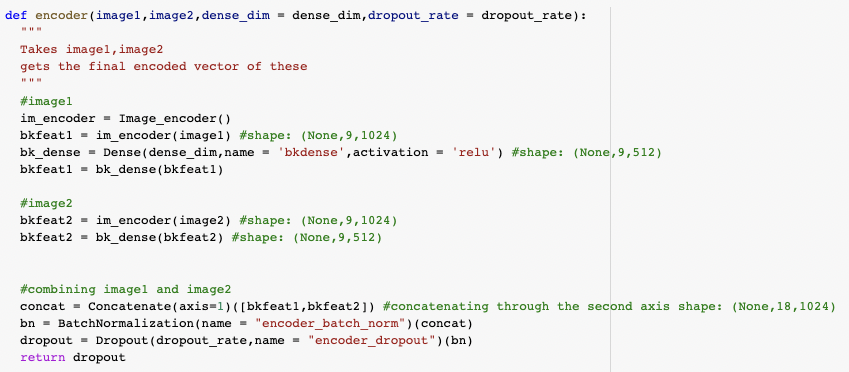 def encoder(image1,image2,dense_dim = dense_dim,dropout_rate = dropout_rate):
"""
Takes image1,image2
gets the final encoded vector of these
"""
#image1
im_encoder = Image_encoder()
bkfeat1 = im_encoder(image1) #shape: (None,9,1024)
bk_dense = Dense(dense_dim,name = 'bkdense',activation = 'relu') #shape: (None,9,512)
bkfeat1 = bk_dense(bkfeat1)
#image2
bkfeat2 = im_encoder(image2) #shape: (None,9,1024)
bkfeat2 = bk_dense(bkfeat2) #shape: (None,9,512)
#combining image1 and image2
concat = Concatenate(axis=1)([bkfeat1,bkfeat2]) #concatenating through the second axis shape: (None,18,1024)
bn = BatchNormalization(name = "encoder_batch_norm")(concat)
dropout = Dropout(dropout_rate,name = "encoder_dropout")(bn)
return dropout